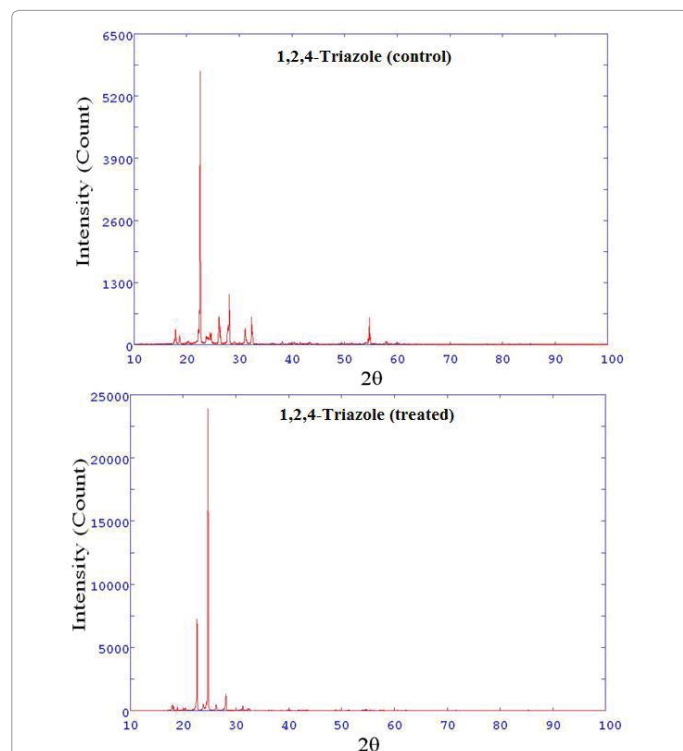 1,2,4-Triazole (control)
Intensity (Count)
6500
5200
3900
2600
1300
0
10 20 30 40 50 60 70 80 90 100
2θ
1,2,4-Triazole (treated)
Intensity (Count)
25000
20000
15000
10000
5000
0
10 20 30 40 50 60 70 80 90 100
2θ